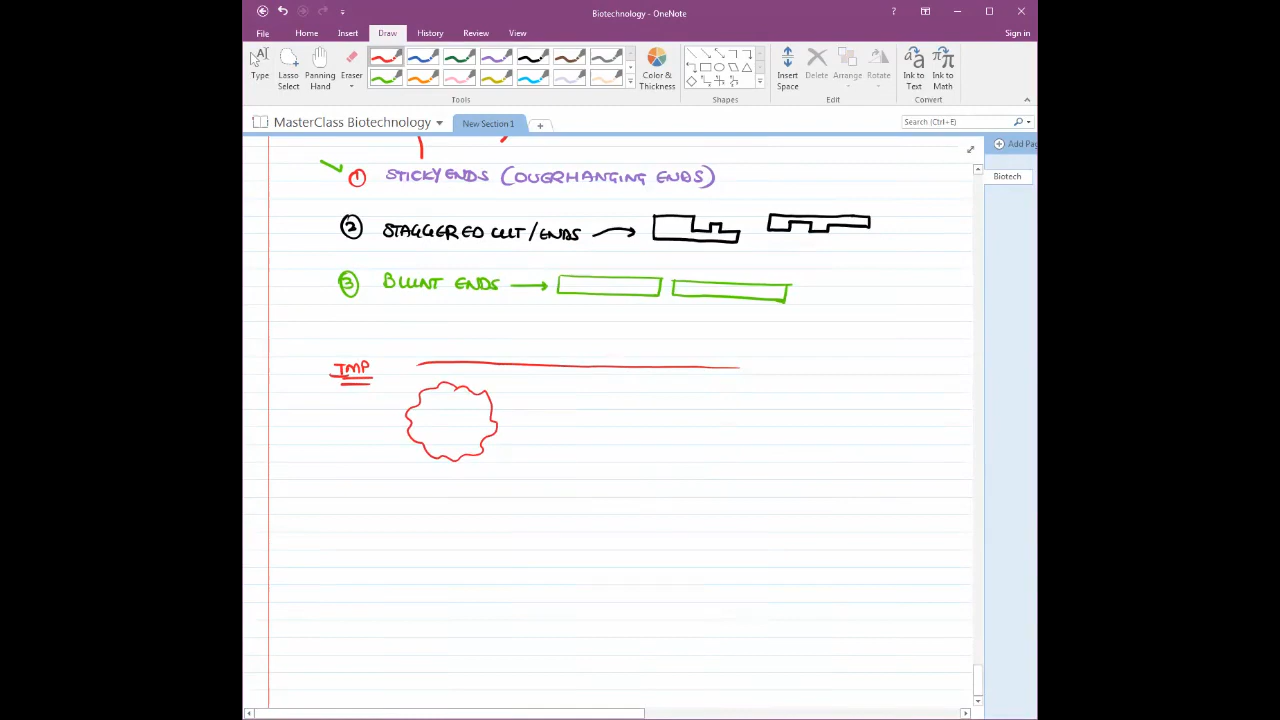 Biotechnology - OneNote
?
File Home Insert Draw History Review View Sign in
Type Lasso Select Panning Hand Eraser Color & Thickness Insert Space Delete Arrange Rotate Ink to Text Ink to Math
Tools Shapes Edit Convert
MasterClass Biotechnology New Section 1 + Search (Ctrl+E)
Add Pag
Biotech
1 STICKY ENDS (OVERHANGING ENDS)
2 STAGGERED CUT/ENDS
3 BLUNT ENDS
IMP